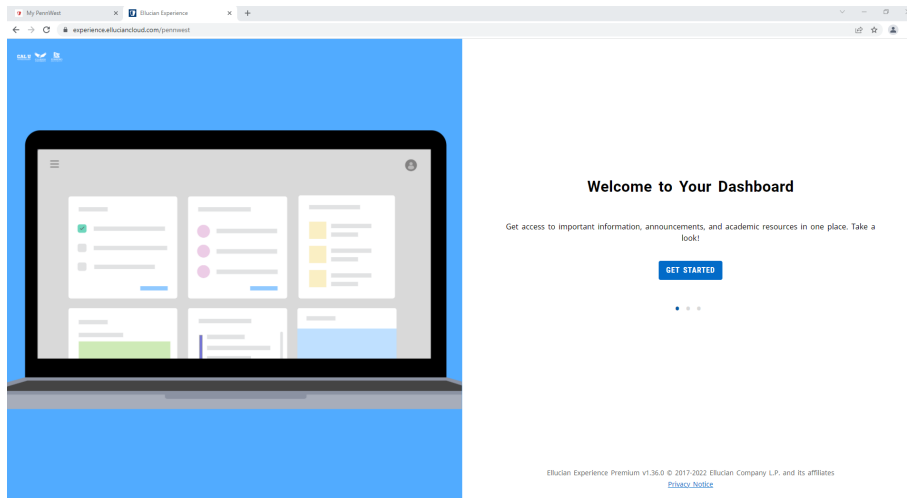 My PennWest
Ellucian Experience
experience.elluciancloud.com/pennwest
CALU
Welcome to Your Dashboard
Get access to important information, announcements, and academic resources in one place. Take a
look!
GET STARTED
Ellucian Experience Premium v1.36.0 © 2017-2022 Ellucian Company L.P. and its affiliates
Privacy Notice